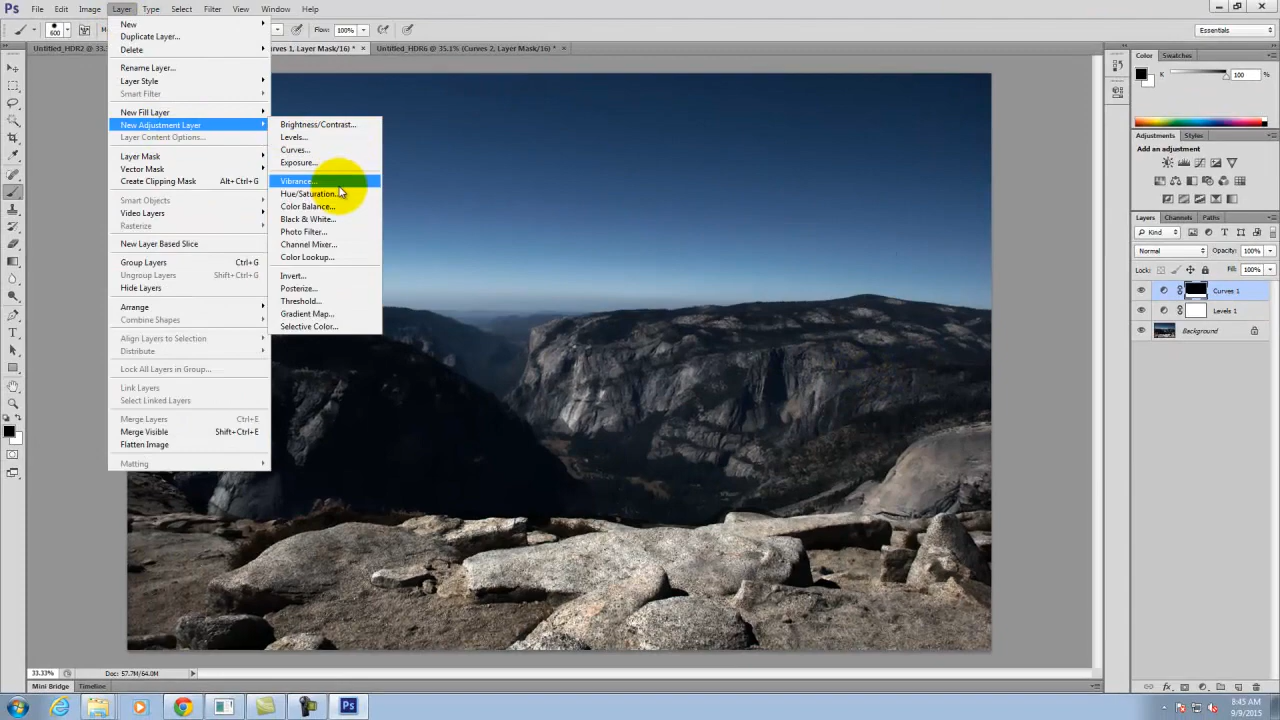 Ps File Edit Image Layer Type Select Filter View Window Help
600 Flow: 100% Essentials
Untitled_HDR2 @ 33. urves 1, Layer Mask/16) * × Untitled_HDR6 @ 35.1% (Curves 2, Layer Mask/16) * ×
New
Duplicate Layer...
Delete
Rename Layer...
Layer Style
Smart Filter
New Fill Layer
New Adjustment Layer
Layer Content Options...
Layer Mask
Vector Mask
Create Clipping Mask Alt+Ctrl+G
Smart Objects
Video Layers
Rasterize
New Layer Based Slice
Group Layers Ctrl+G
Ungroup Layers Shift+Ctrl+G
Hide Layers
Arrange
Combine Shapes
Align Layers to Selection
Distribute
Lock All Layers in Group...
Link Layers
Select Linked Layers
Merge Layers Ctrl+E
Merge Visible Shift+Ctrl+E
Flatten Image
Matting
Brightness/Contrast...
Levels...
Curves...
Exposure...
Vibrance...
Hue/Saturation...
Color Balance...
Black & White...
Photo Filter...
Channel Mixer...
Color Lookup...
Invert...
Posterize...
Threshold...
Gradient Map...
Selective Color...
Color Swatches
K 100 %
Adjustments Styles
Add an adjustment
Layers Channels Paths
Kind
Normal Opacity: 100%
Lock: Fill: 100%
Curves 1
Levels 1
Background
33.33% Doc: 57.7M/64.0M
Mini Bridge Timeline
Ps
8:45 AM
9/9/2015